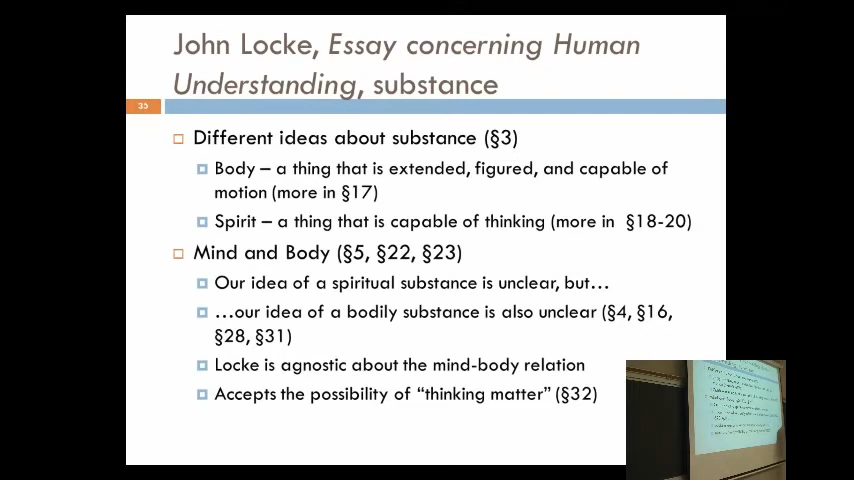 John Locke, Essay concerning Human
Understanding, substance
35
Different ideas about substance (§3)
Body – a thing that is extended, figured, and capable of
motion (more in §17)
Spirit – a thing that is capable of thinking (more in §18-20)
Mind and Body (§5, §22, §23)
Our idea of a spiritual substance is unclear, but…
…our idea of a bodily substance is also unclear (§4, §16,
§28, §31)
Locke is agnostic about the mind-body relation
Accepts the possibility of “thinking matter” (§32)